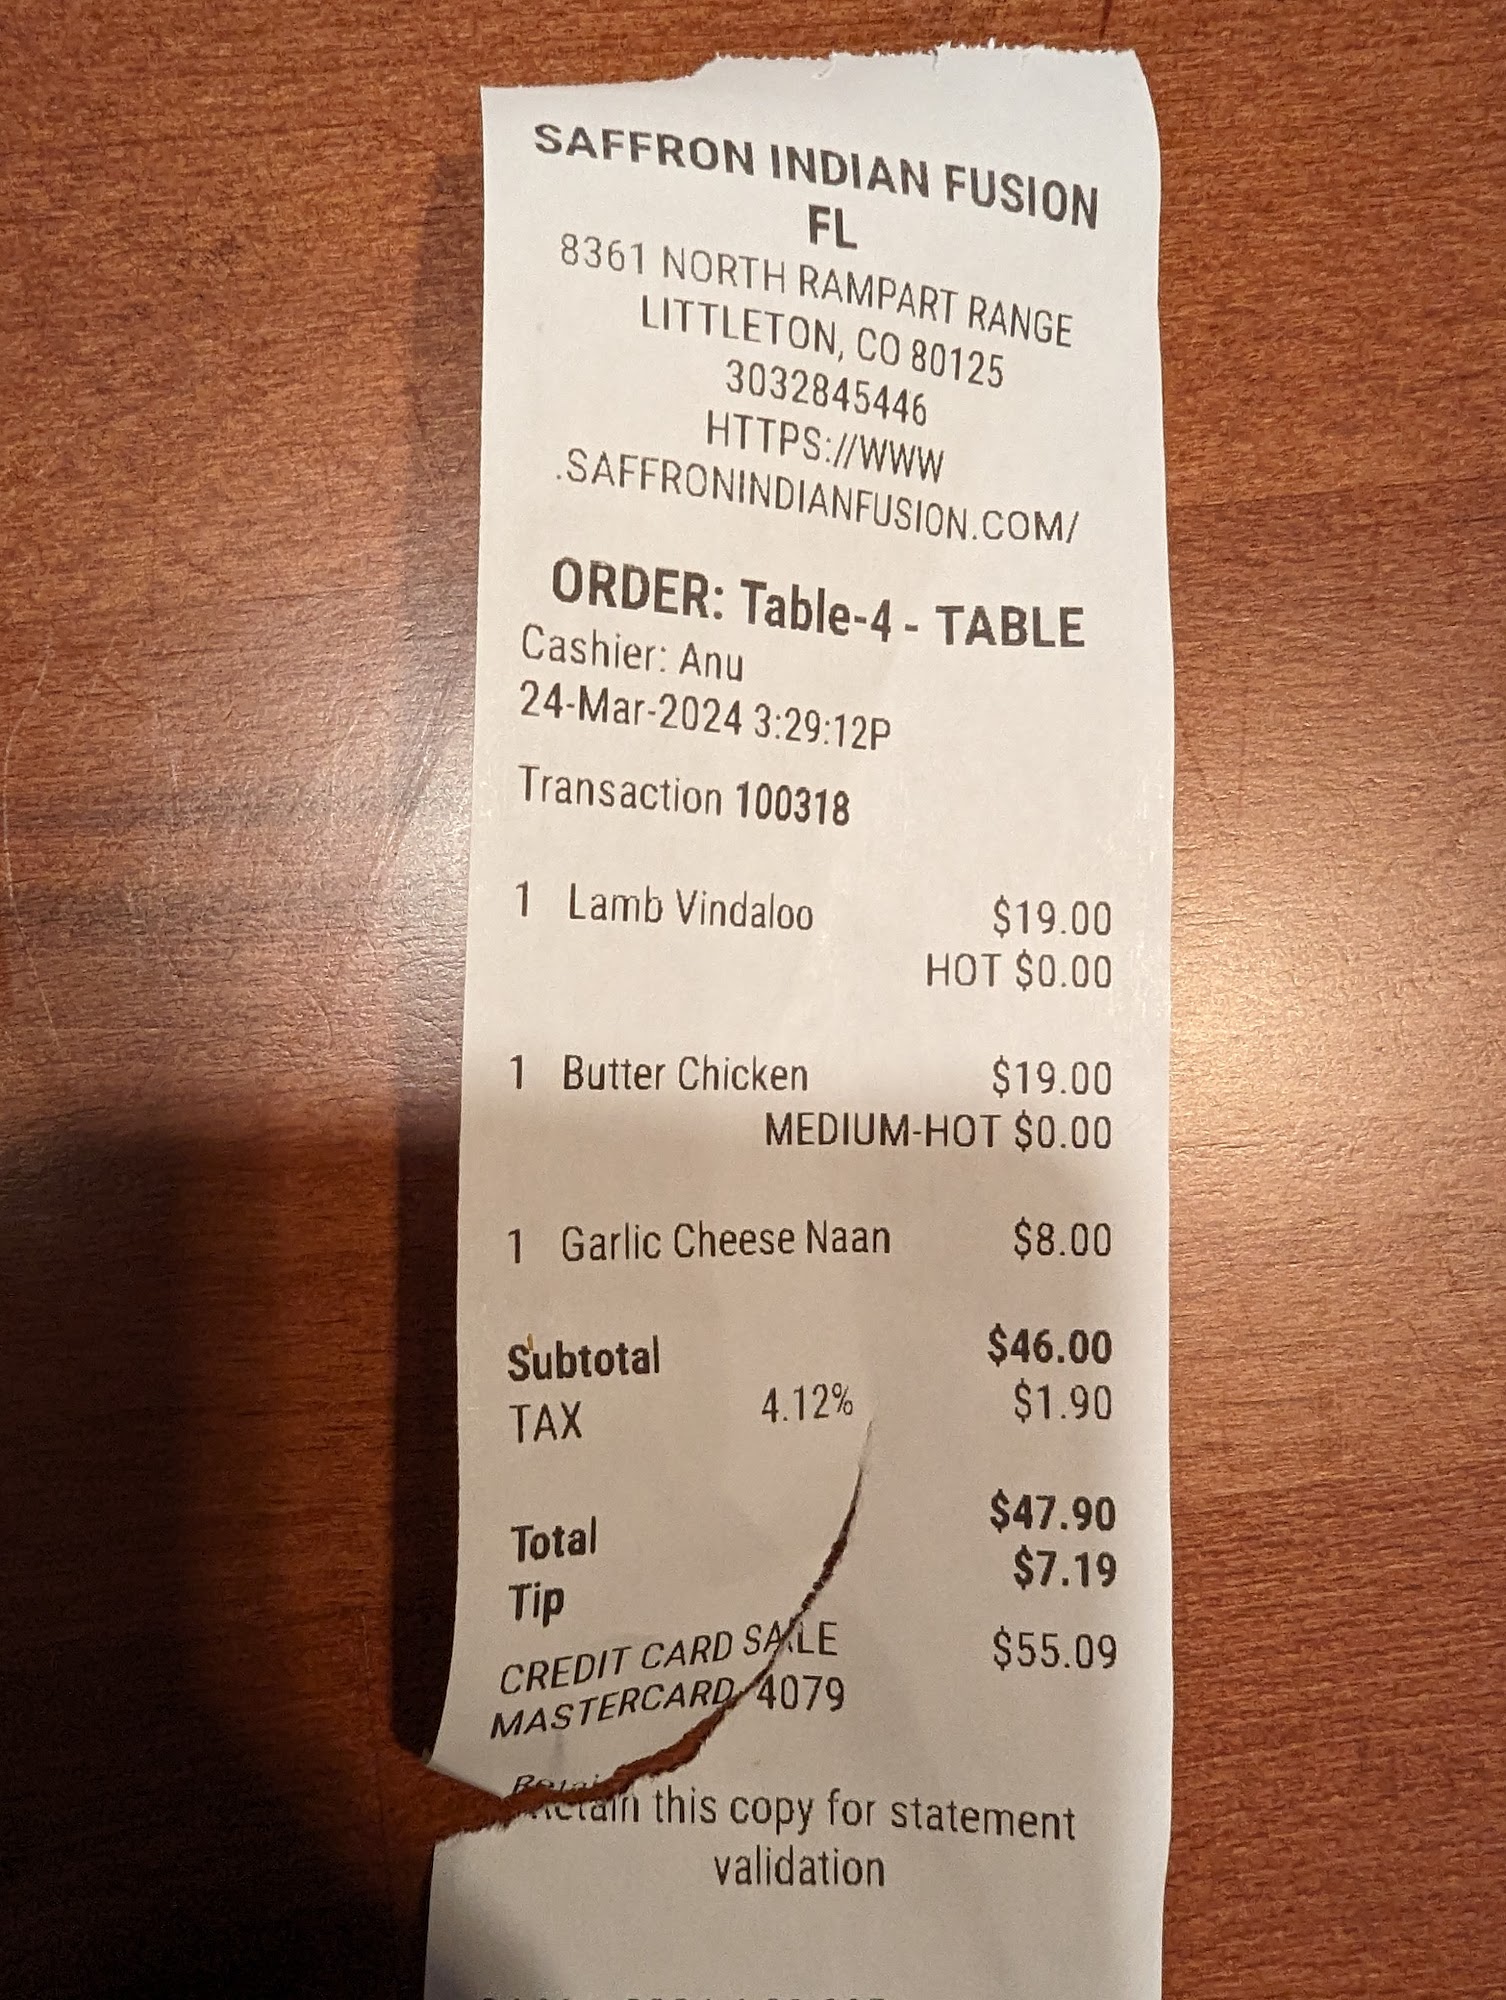 SAFFRON INDIAN FUSION
FL
8361 NORTH RAMPART RANGE
LITTLETON, CO 80125
3032845446
HTTPS://WWW
.SAFFRONINDIANFUSION.COM/
ORDER: Table-4 - TABLE
Cashier: Anu
24-Mar-2024 3:29:12P
Transaction 100318
1 Lamb Vindaloo $19.00
HOT $0.00
1 Butter Chicken $19.00
MEDIUM-HOT $0.00
1 Garlic Cheese Naan $8.00
Subtotal $46.00
TAX 4.12% $1.90
Total $47.90
Tip $7.19
CREDIT CARD SALE $55.09
MASTERCARD 4079
Retain this copy for statement
validation